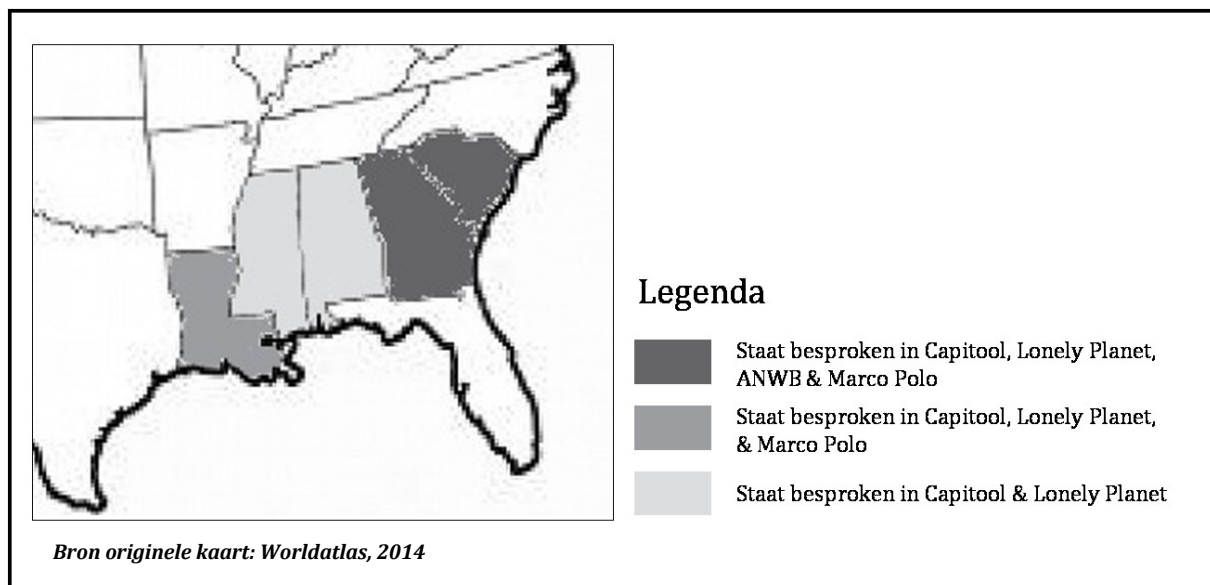 Legenda
Staat besproken in Capitool, Lonely Planet,
ANWB & Marco Polo
Staat besproken in Capitool, Lonely Planet,
& Marco Polo
Staat besproken in Capitool & Lonely Planet
Bron originele kaart: Worldatlas, 2014